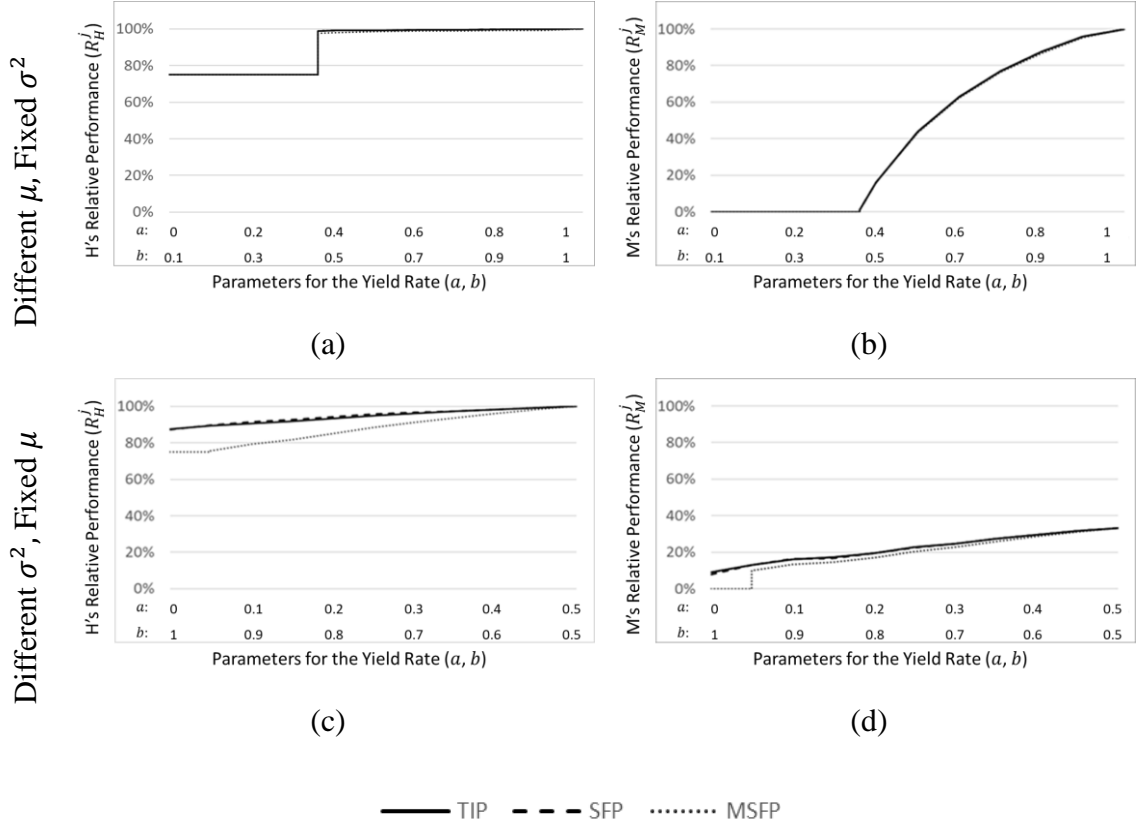 Different μ, Fixed σ²
H's Relative Performance (R_H^j)
100%
80%
60%
40%
20%
0%
a: 0 0.2 0.4 0.6 0.8 1
b: 0.1 0.3 0.5 0.7 0.9 1
Parameters for the Yield Rate (a, b)
(a)
M's Relative Performance (R_M^j)
100%
80%
60%
40%
20%
0%
a: 0 0.2 0.4 0.6 0.8 1
b: 0.1 0.3 0.5 0.7 0.9 1
Parameters for the Yield Rate (a, b)
(b)
Different σ², Fixed μ
H's Relative Performance (R_H^j)
100%
80%
60%
40%
20%
0%
a: 0 0.1 0.2 0.3 0.4 0.5
b: 1 0.9 0.8 0.7 0.6 0.5
Parameters for the Yield Rate (a, b)
(c)
M's Relative Performance (R_M^j)
100%
80%
60%
40%
20%
0%
a: 0 0.1 0.2 0.3 0.4 0.5
b: 1 0.9 0.8 0.7 0.6 0.5
Parameters for the Yield Rate (a, b)
(d)
TIP SFP MSFP